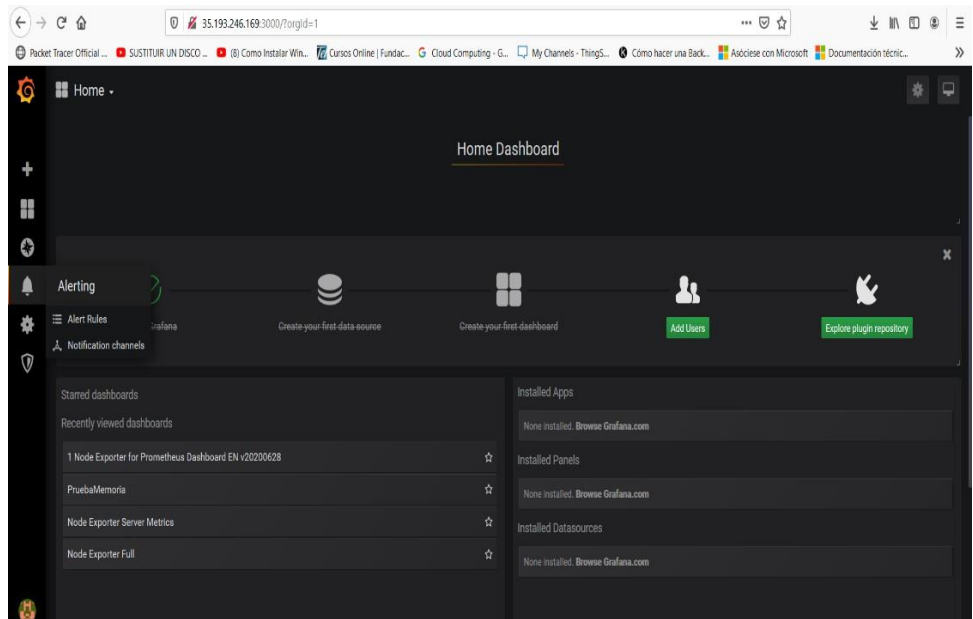 35.193.246.169:3000/?orgId=1
Packet Tracer Official ... SUSTITUIR UN DISCO ... (8) Como Instalar Win... Cursos Online | Fundac... Cloud Computing - G... My Channels - ThingS... Cómo hacer una Back... Asóciese con Microsoft Documentación técnic...
Home
Home Dashboard
Alerting
Alert Rules
Notification channels
Grafana
Create your first data source
Create your first dashboard
Add Users
Explore plugin repository
Starred dashboards
Recently viewed dashboards
1 Node Exporter for Prometheus Dashboard EN v20200628
PruebaMemoria
Node Exporter Server Metrics
Node Exporter Full
Installed Apps
None installed. Browse Grafana.com
Installed Panels
None installed. Browse Grafana.com
Installed Datasources
None installed. Browse Grafana.com